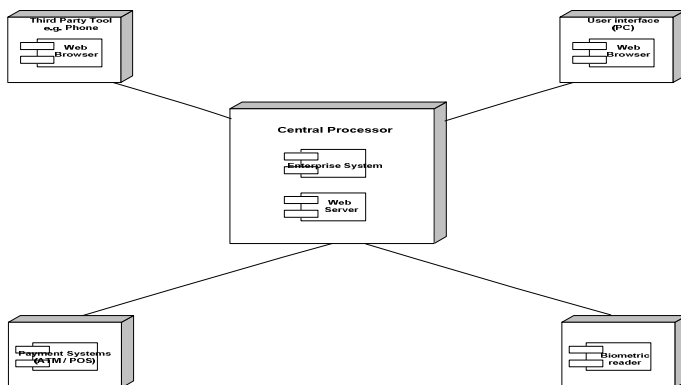 Third Party Tool
e.g. Phone
Web
Browser
User interface
(PC)
Web
Browser
Central Processor
Enterprise System
Web
Server
Payment Systems
(ATM / POS)
Biometric
reader